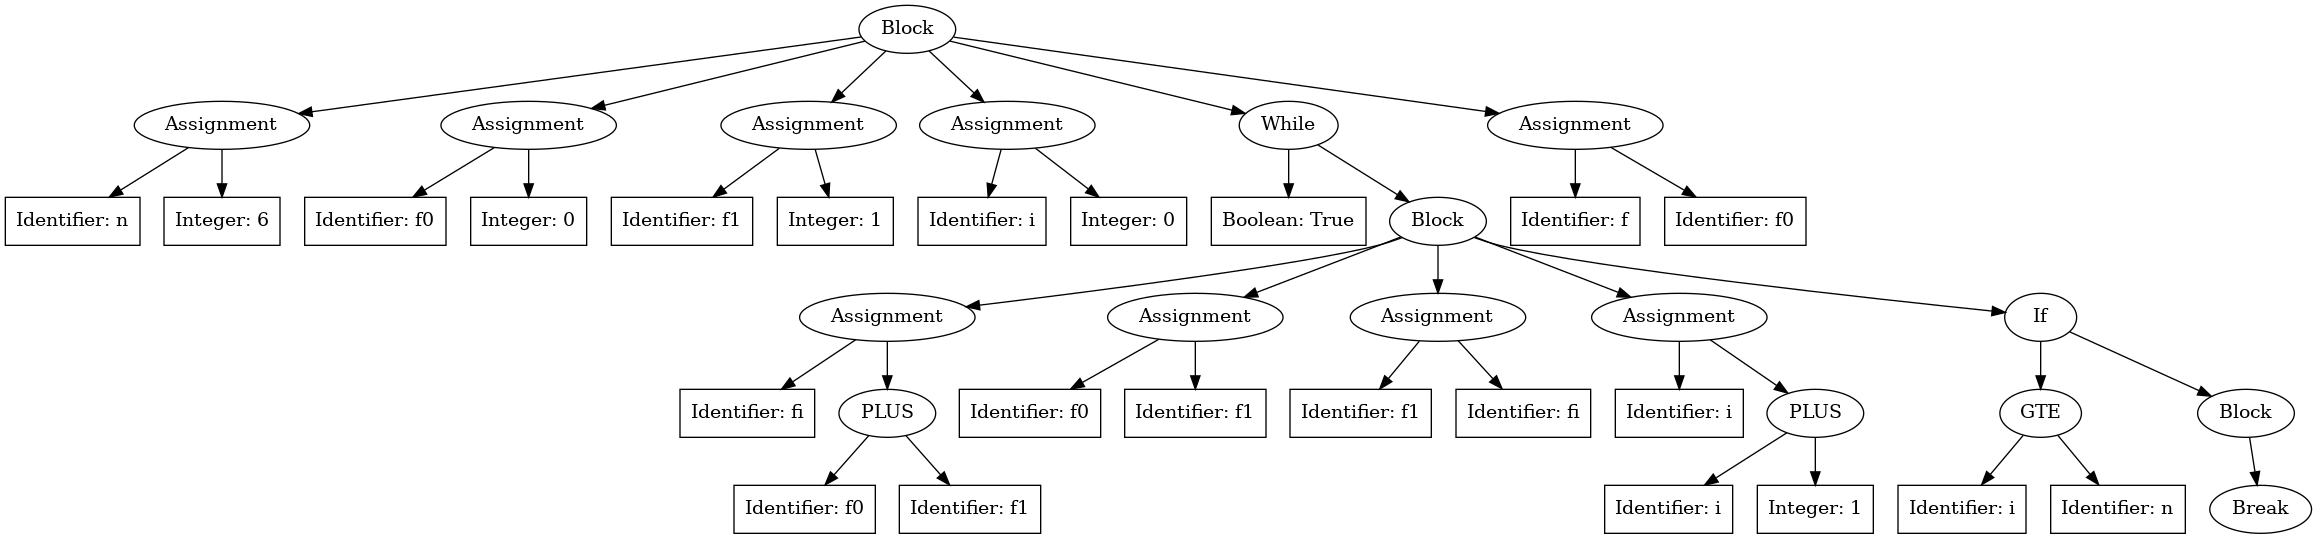 Block
Assignment Assignment Assignment Assignment While Assignment
Identifier: n Integer: 6 Identifier: f0 Integer: 0 Identifier: f1 Integer: 1 Identifier: i Integer: 0 Boolean: True Block Identifier: f Identifier: f0
Assignment Assignment Assignment Assignment If
Identifier: fi PLUS Identifier: f0 Identifier: f1 Identifier: f1 Identifier: fi Identifier: i PLUS GTE Block
Identifier: f0 Identifier: f1 Identifier: i Integer: 1 Identifier: i Identifier: n Break